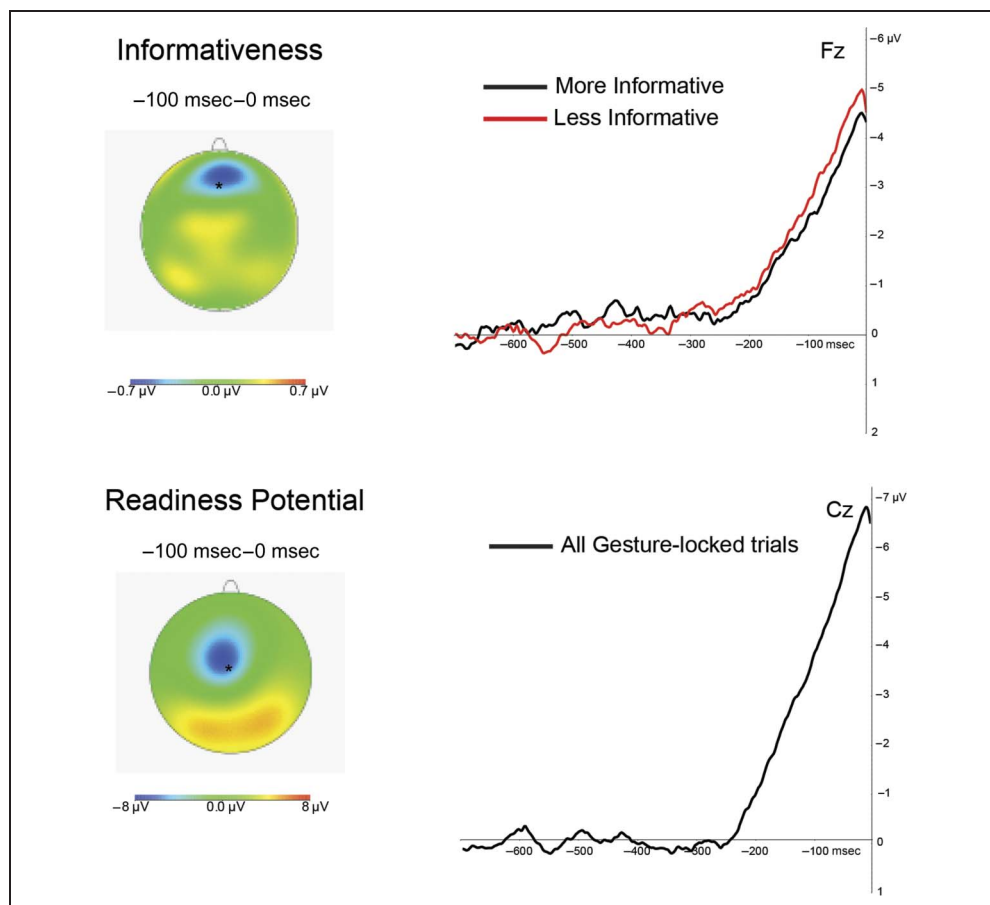 Informativeness
–100 msec–0 msec
*
–0.7 µV 0.0 µV 0.7 µV
More Informative
Less Informative
Fz
–6 µV
–5
–4
–3
–2
–1
0
1
2
–600 –500 –400 –300 –200 –100 msec
Readiness Potential
–100 msec–0 msec
*
–8 µV 0.0 µV 8 µV
All Gesture-locked trials
Cz
–7 µV
–6
–5
–4
–3
–2
–1
0
1
–600 –500 –400 –300 –200 –100 msec